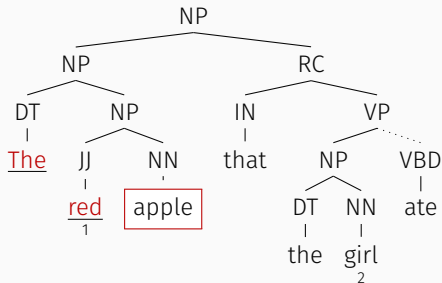 NP
NP RC
DT NP IN VP
The JJ NN that NP VBD
red apple DT NN ate
1 the girl
2